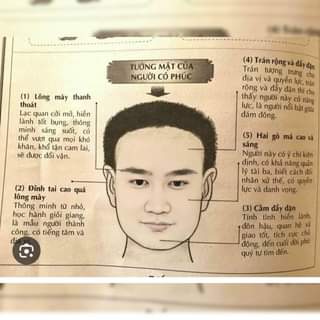 TƯỚNG MẶT CỦA
NGƯỜI CÓ PHÚC
(1) Lông mày thanh
thoát
Lạc quan cởi mở, hiền
lành tốt bụng, thông
minh sáng suốt, có
thể vượt qua mọi khó
khăn, khổ tận cam lai,
sẽ được đổi vận.
(2) Đỉnh tai cao quá
lông mày
Thông minh từ nhỏ,
học hành giỏi giang,
là mẫu người thành
công, có tiếng tăm và
(4) Trán rộng và đầy đặn
Trán tượng trưng cho
địa vị và quyền lực, trán
rộng và đầy đặn thì cho
thấy người này có năng
lực, là người nổi bật giữa
đám đông.
(5) Hai gò má cao và
sáng
Người này có ý chí kiên
định, có khả năng quản
lý tài ba, biết cách đối
nhân xử thế, có quyền
lực và danh vọng.
(3) Cằm đầy đặn
Tính tình hiền lành,
đôn hậu, quan hệ xã
giao tốt, tích cực chủ
động, đến cuối đời phú
quý tự tìm đến.